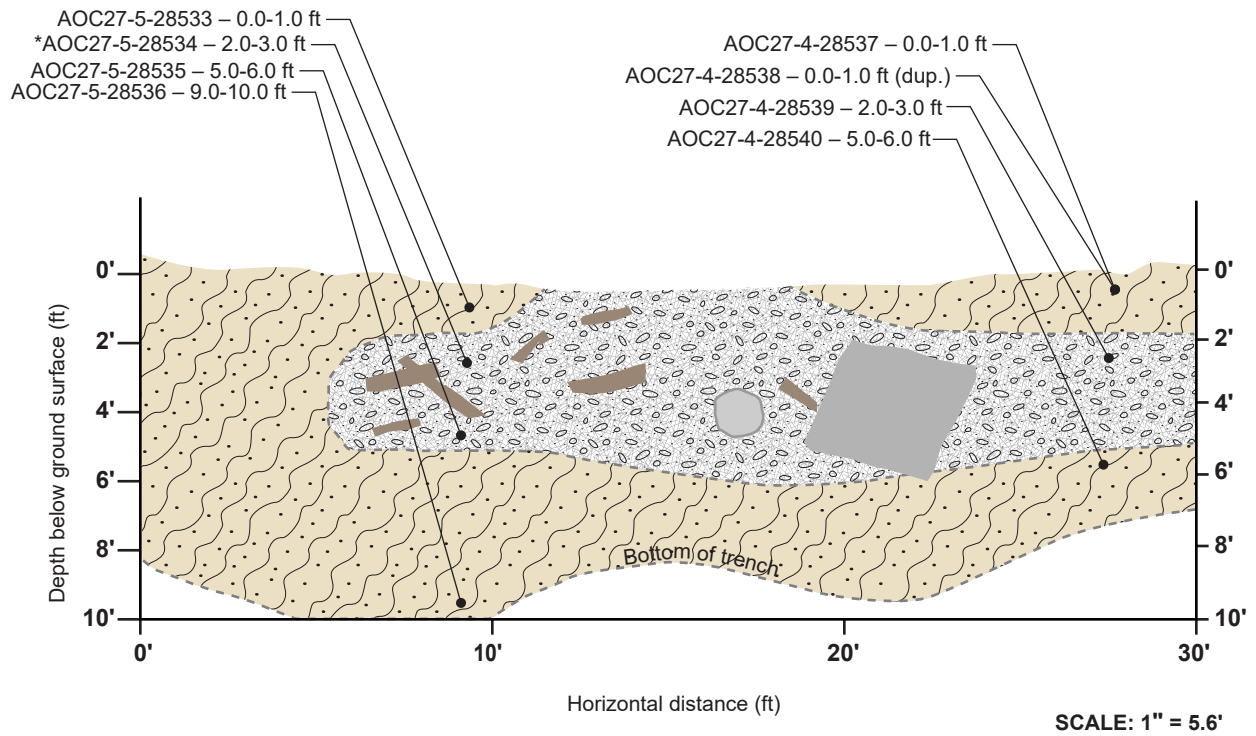 AOC27-5-28533 – 0.0-1.0 ft
*AOC27-5-28534 – 2.0-3.0 ft
AOC27-5-28535 – 5.0-6.0 ft
AOC27-5-28536 – 9.0-10.0 ft
AOC27-4-28537 – 0.0-1.0 ft
AOC27-4-28538 – 0.0-1.0 ft (dup.)
AOC27-4-28539 – 2.0-3.0 ft
AOC27-4-28540 – 5.0-6.0 ft
Depth below ground surface (ft)
0'
2'
4'
6'
8'
10'
0'
2'
4'
6'
8'
10'
Bottom of trench
0'
10'
20'
30'
Horizontal distance (ft)
SCALE: 1" = 5.6'